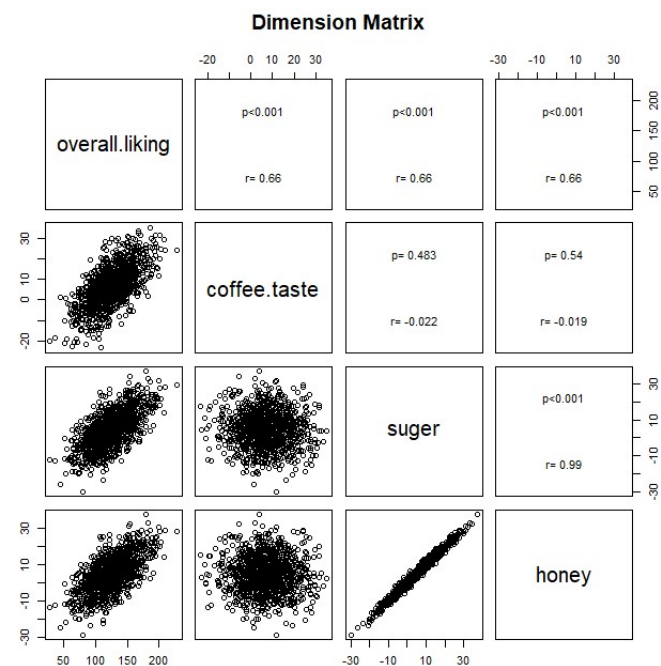 Dimension Matrix
-20 0 10 20 30
-30 -10 10 30
overall.liking
p<0.001
r= 0.66
p<0.001
r= 0.66
p<0.001
r= 0.66
50 100 150 200
-20 0 10 30
coffee.taste
p= 0.483
r= -0.022
p= 0.54
r= -0.019
suger
p<0.001
r= 0.99
-30 -10 10 30
-30 -10 10 30
honey
50 100 150 200
-30 -10 10 30